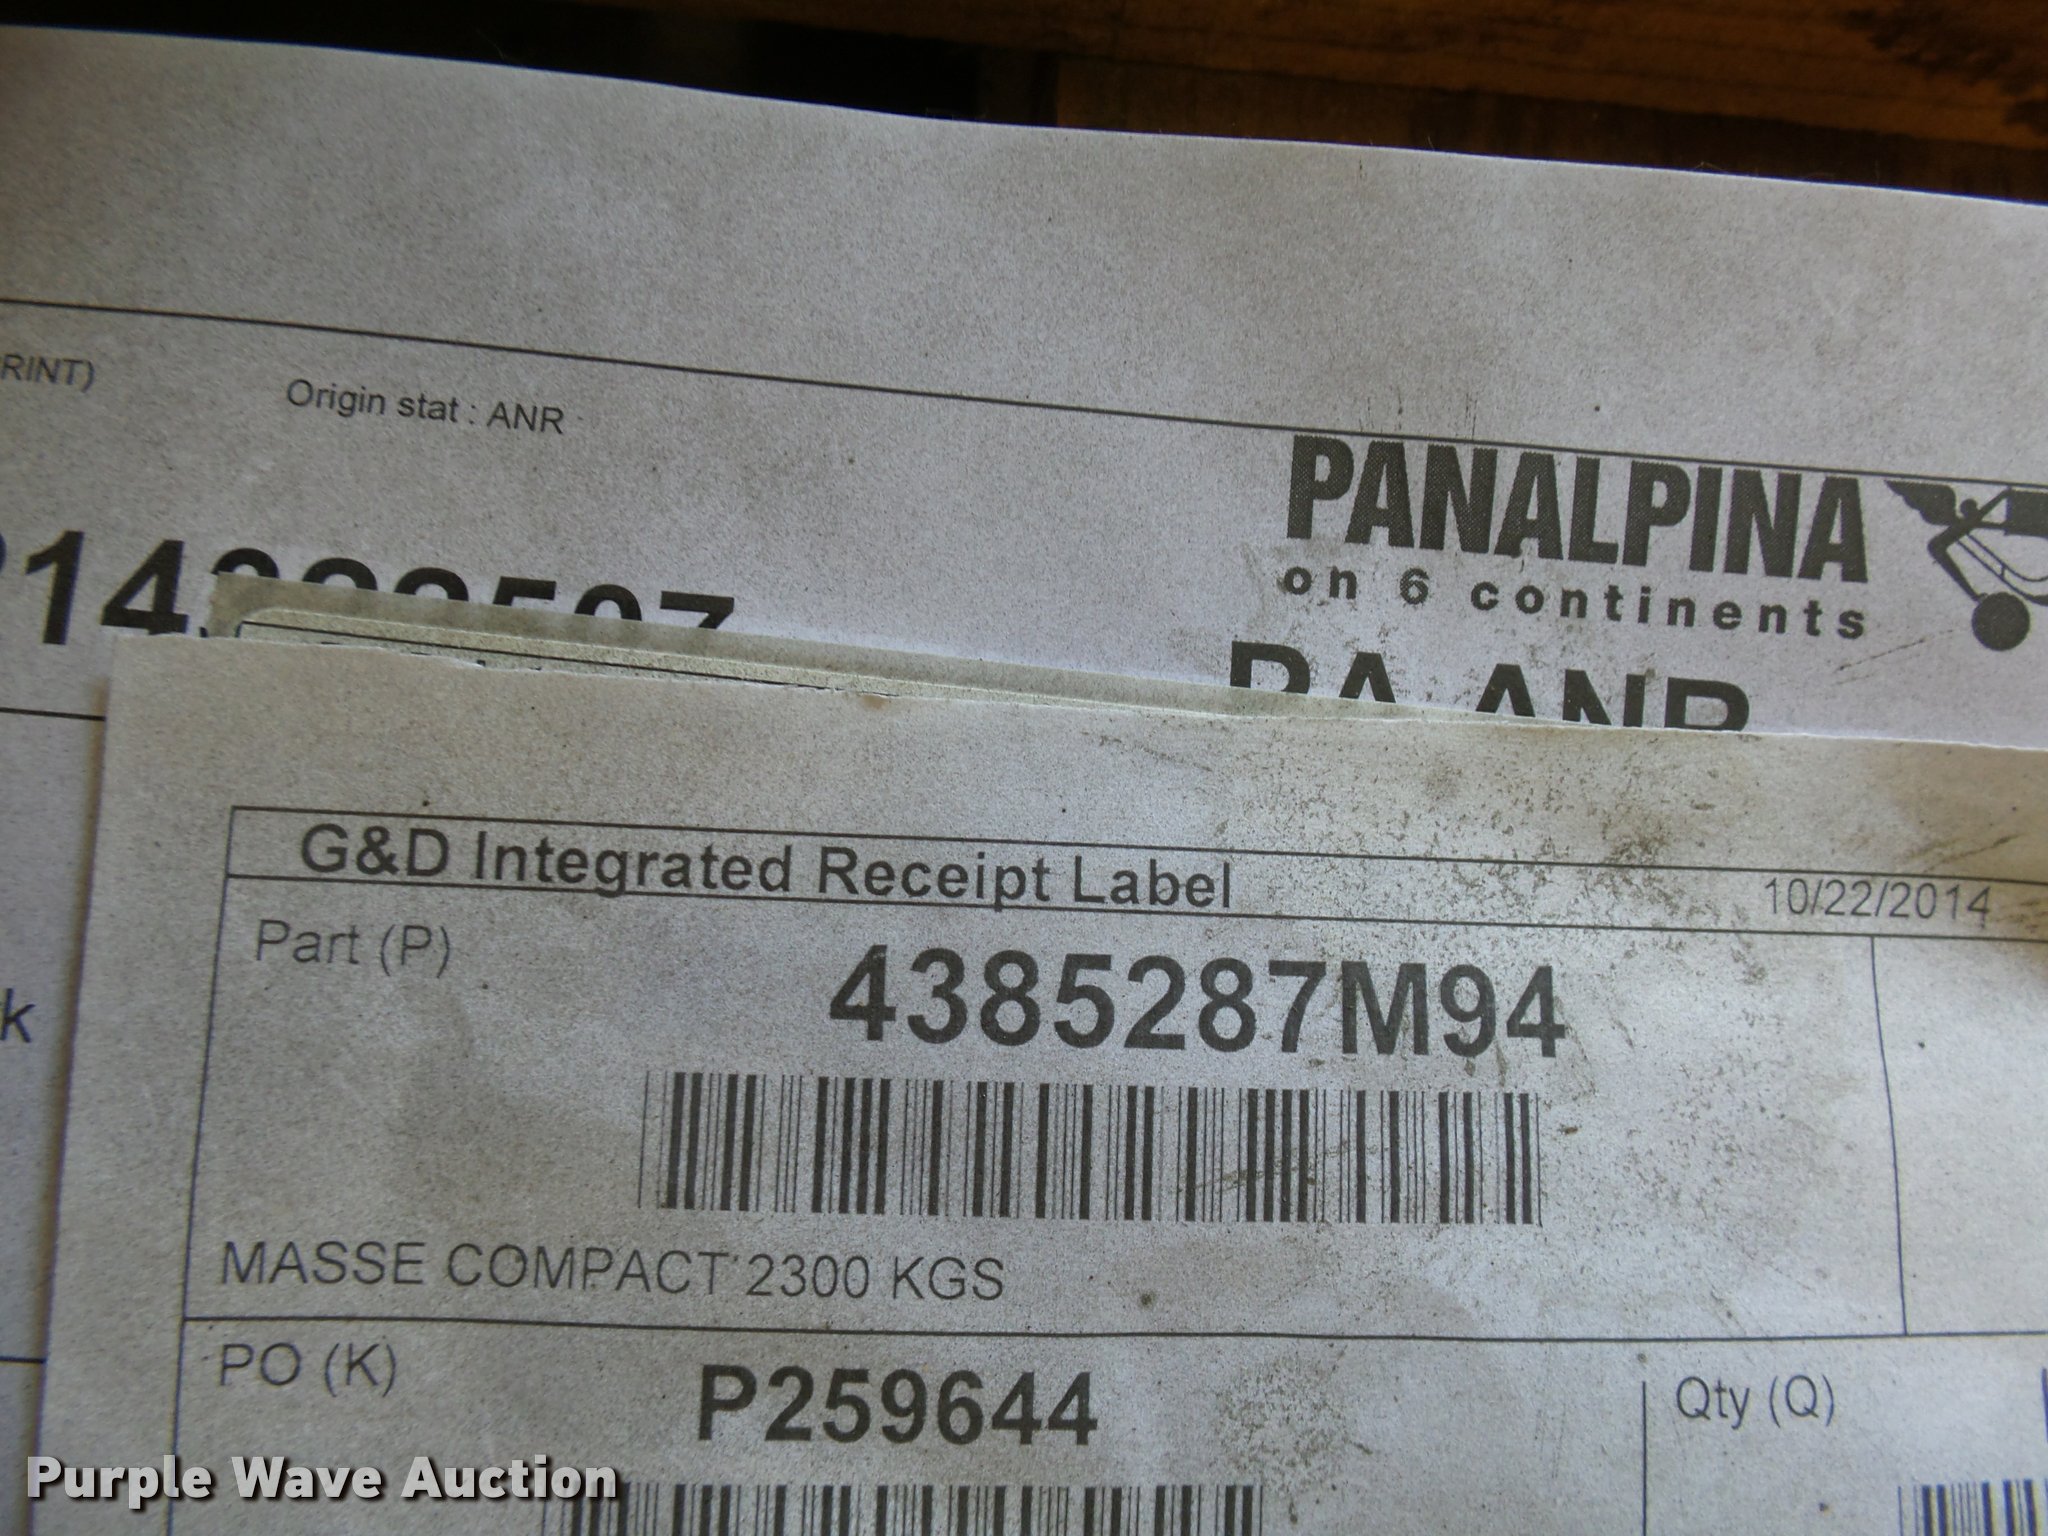 Origin stat : ANR
PANALPINA
on 6 continents
G&D Integrated Receipt Label
10/22/2014
Part (P)
4385287M94
MASSE COMPACT 2300 KGS
PO (K)
P259644
Qty (Q)
Purple Wave Auction